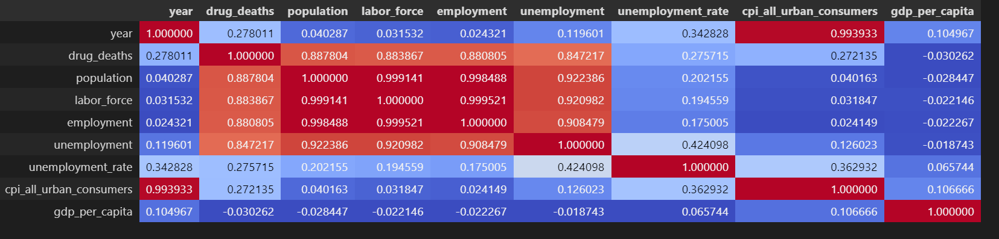 year drug_deaths population labor_force employment unemployment unemployment_rate cpi_all_urban_consumers gdp_per_capita
year 1.000000 0.278011 0.040287 0.031532 0.024321 0.119601 0.342828 0.993933 0.104967
drug_deaths 0.278011 1.000000 0.887804 0.883867 0.880805 0.847217 0.275715 0.272135 -0.030262
population 0.040287 0.887804 1.000000 0.999141 0.998488 0.922386 0.202155 0.040163 -0.028447
labor_force 0.031532 0.883867 0.999141 1.000000 0.999521 0.920982 0.194559 0.031847 -0.022146
employment 0.024321 0.880805 0.998488 0.999521 1.000000 0.908479 0.175005 0.024149 -0.022267
unemployment 0.119601 0.847217 0.922386 0.920982 0.908479 1.000000 0.424098 0.126023 -0.018743
unemployment_rate 0.342828 0.275715 0.202155 0.194559 0.175005 0.424098 1.000000 0.362932 0.065744
cpi_all_urban_consumers 0.993933 0.272135 0.040163 0.031847 0.024149 0.126023 0.362932 1.000000 0.106666
gdp_per_capita 0.104967 -0.030262 -0.028447 -0.022146 -0.022267 -0.018743 0.065744 0.106666 1.000000